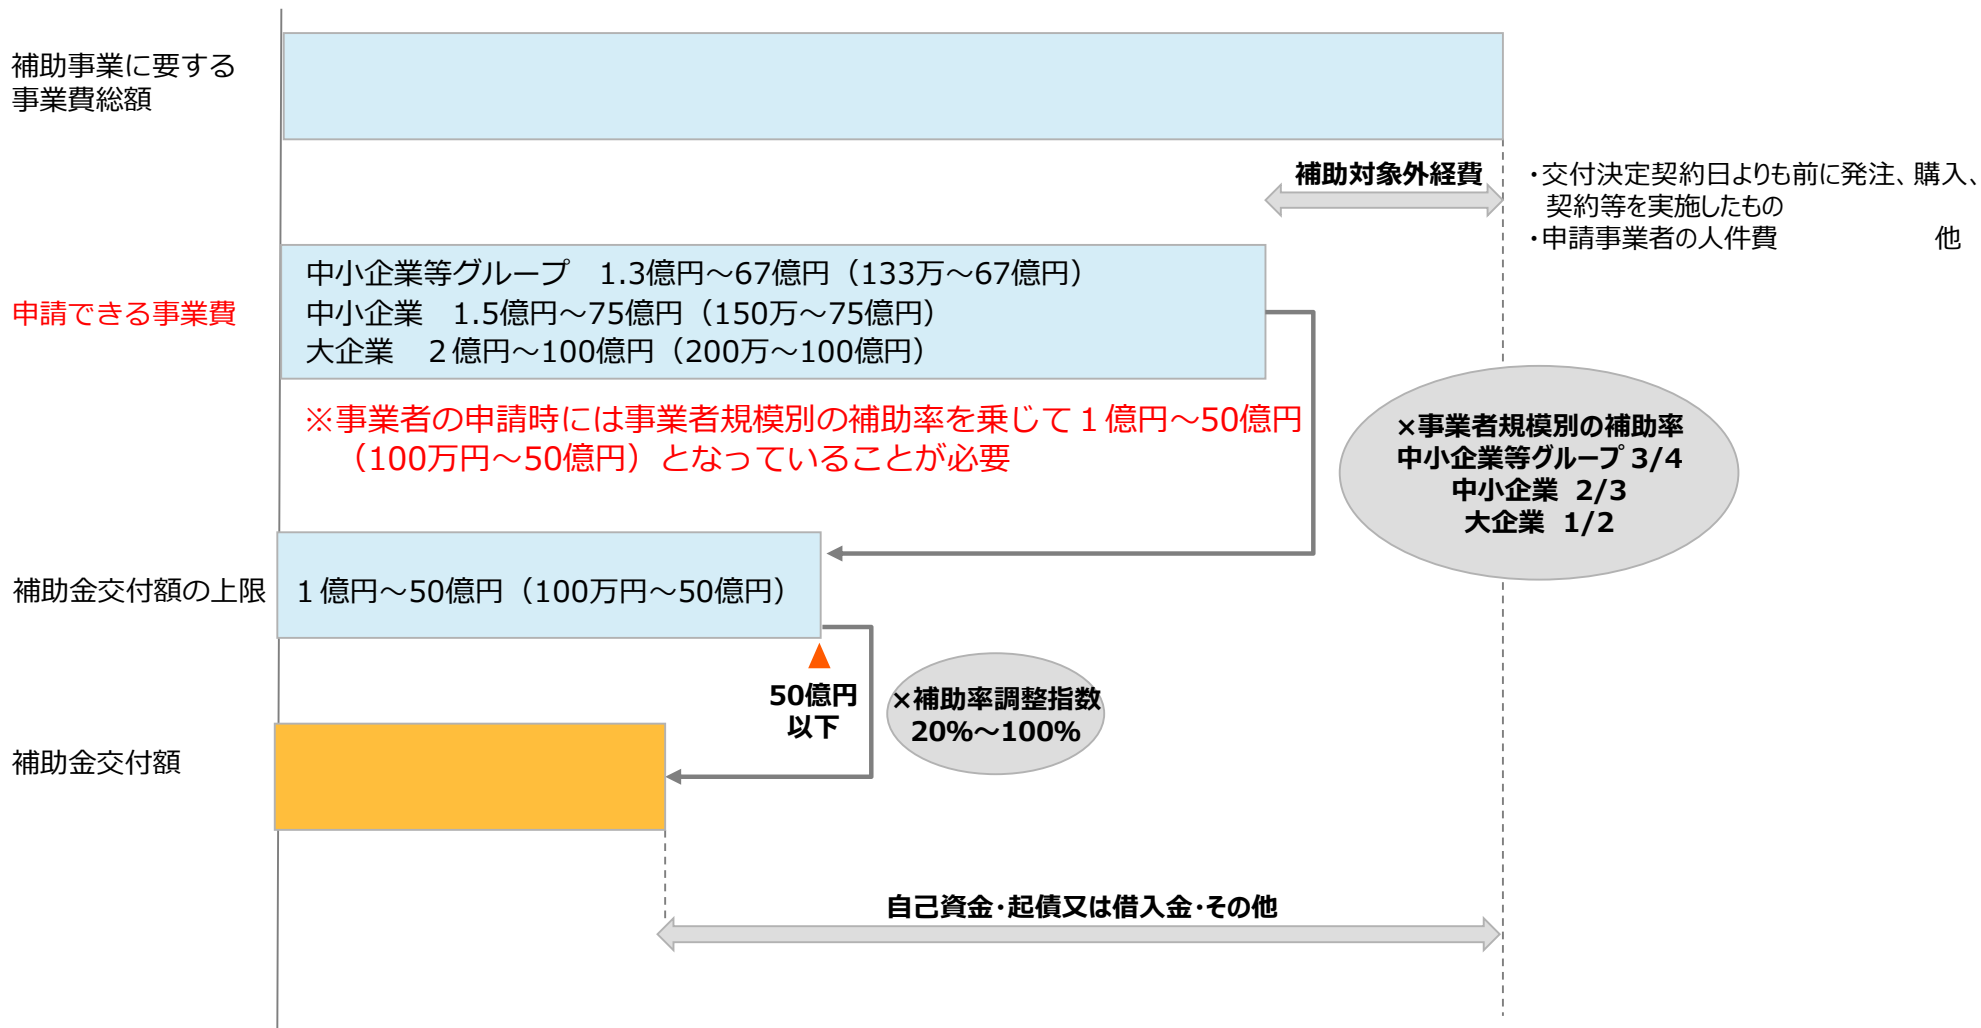 補助事業に要する
事業費総額
補助対象外経費
・交付決定契約日よりも前に発注、購入、
契約等を実施したもの
・申請事業者の人件費　　　　　他
申請できる事業費
中小企業等グループ　1.3億円～67億円（133万～67億円）
中小企業　1.5億円～75億円（150万～75億円）
大企業　２億円～100億円（200万～100億円）
※事業者の申請時には事業者規模別の補助率を乗じて１億円～50億円
（100万円～50億円）となっていることが必要
×事業者規模別の補助率
中小企業等グループ 3/4
中小企業 2/3
大企業 1/2
補助金交付額の上限
１億円～50億円（100万円～50億円）
50億円
以下
×補助率調整指数
20%～100%
補助金交付額
自己資金・起債又は借入金・その他